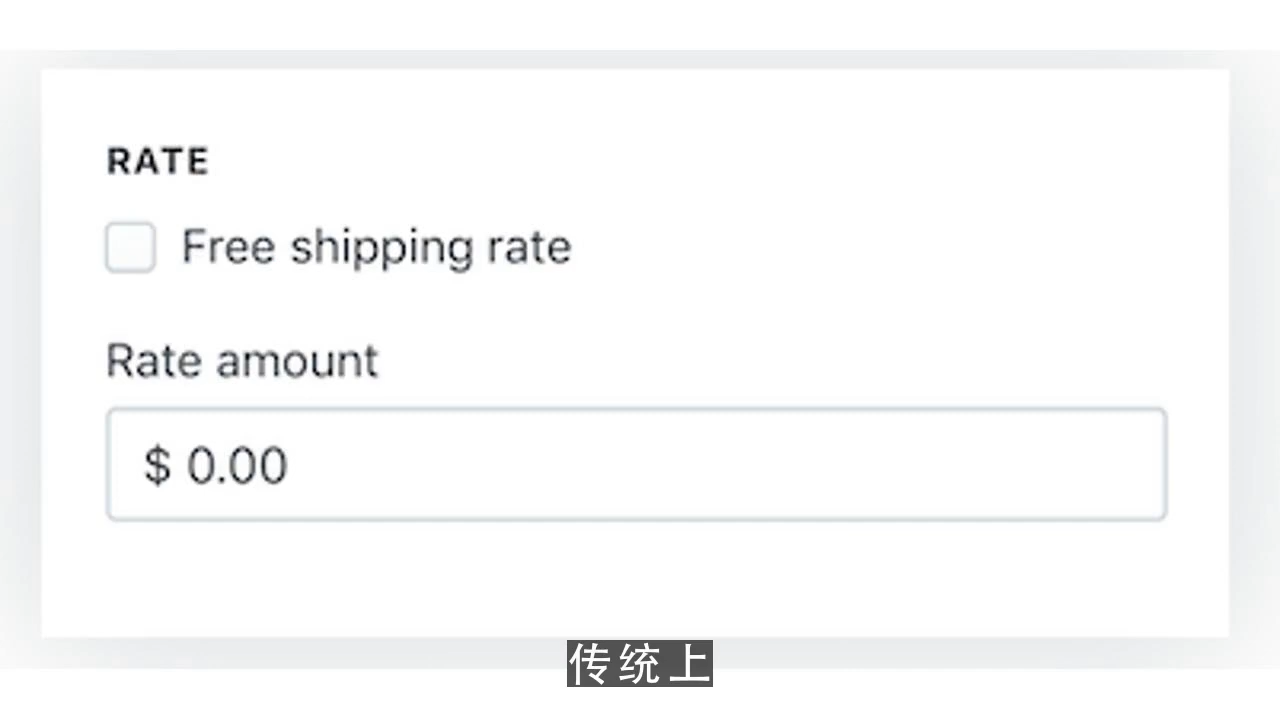 RATE
Free shipping rate
Rate amount
$ 0.00
传统上